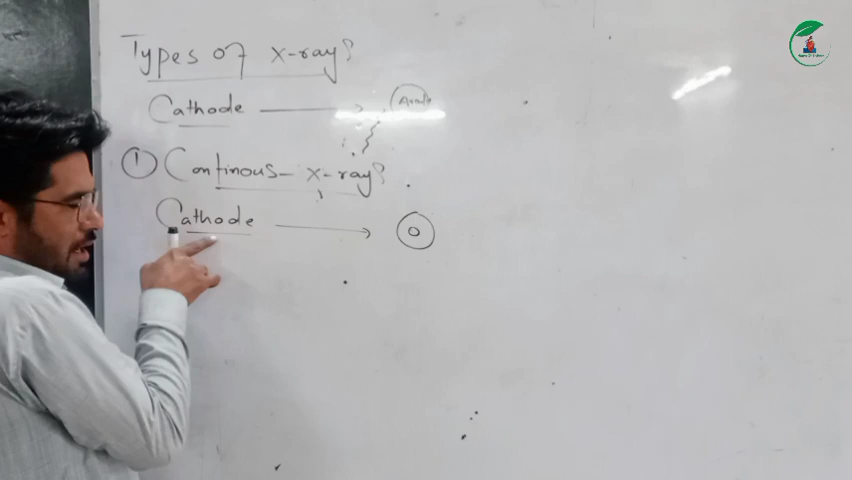 Types of x-ray?
Cathode
① Continous- x-ray?
Cathode